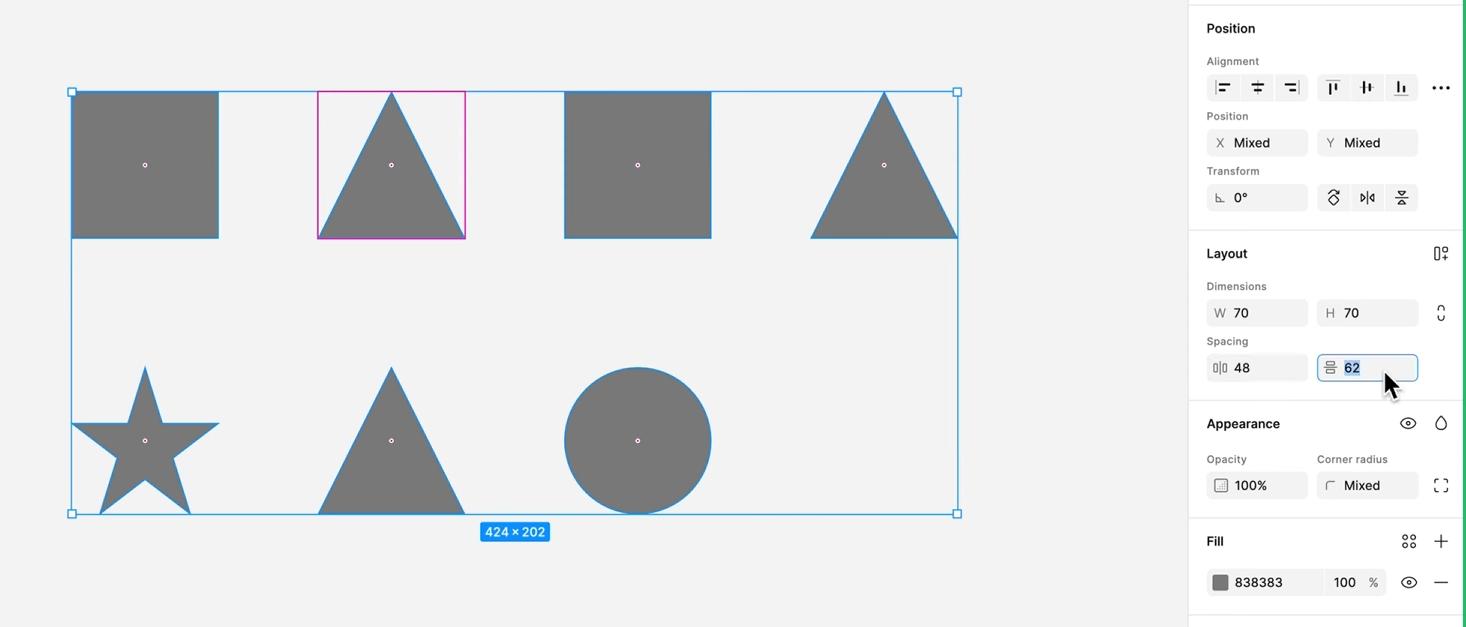 Position
Alignment
Position
X Mixed
Y Mixed
Transform
0°
Layout
Dimensions
W 70
H 70
Spacing
48
62
Appearance
Opacity
Corner radius
100%
Mixed
424 × 202
Fill
838383
100 %